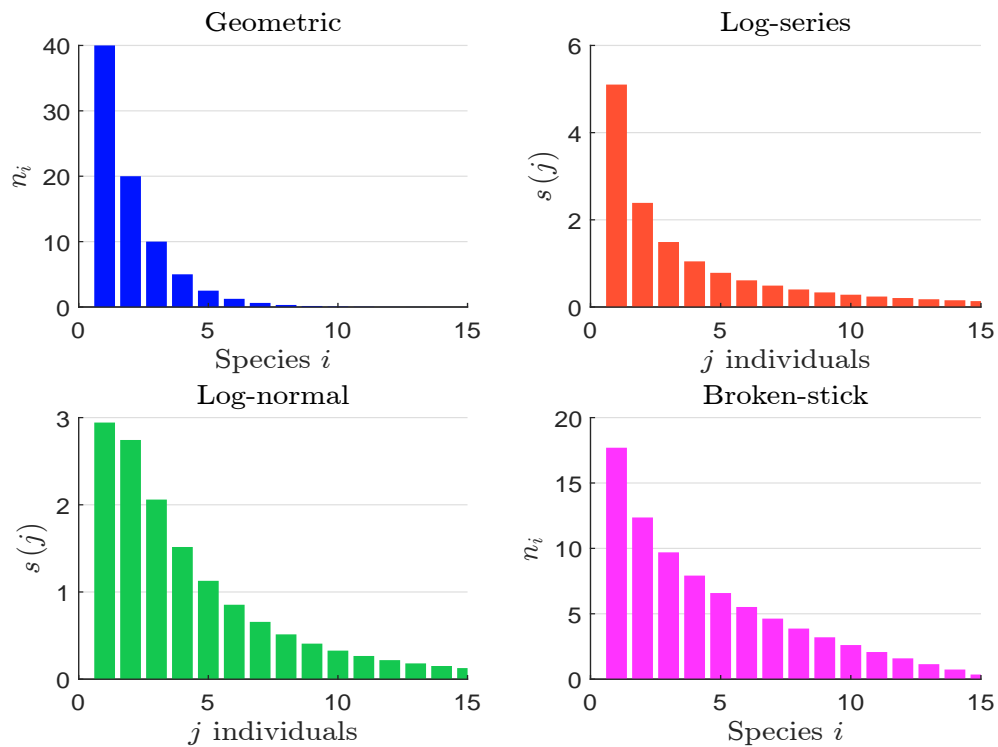 Geometric
40
30
20
10
0
n_i
0 5 10 15
Species i
Log-series
6
4
2
0
s(j)
0 5 10 15
j individuals
Log-normal
3
2
1
0
s(j)
0 5 10 15
j individuals
Broken-stick
20
15
10
5
0
n_i
0 5 10 15
Species i